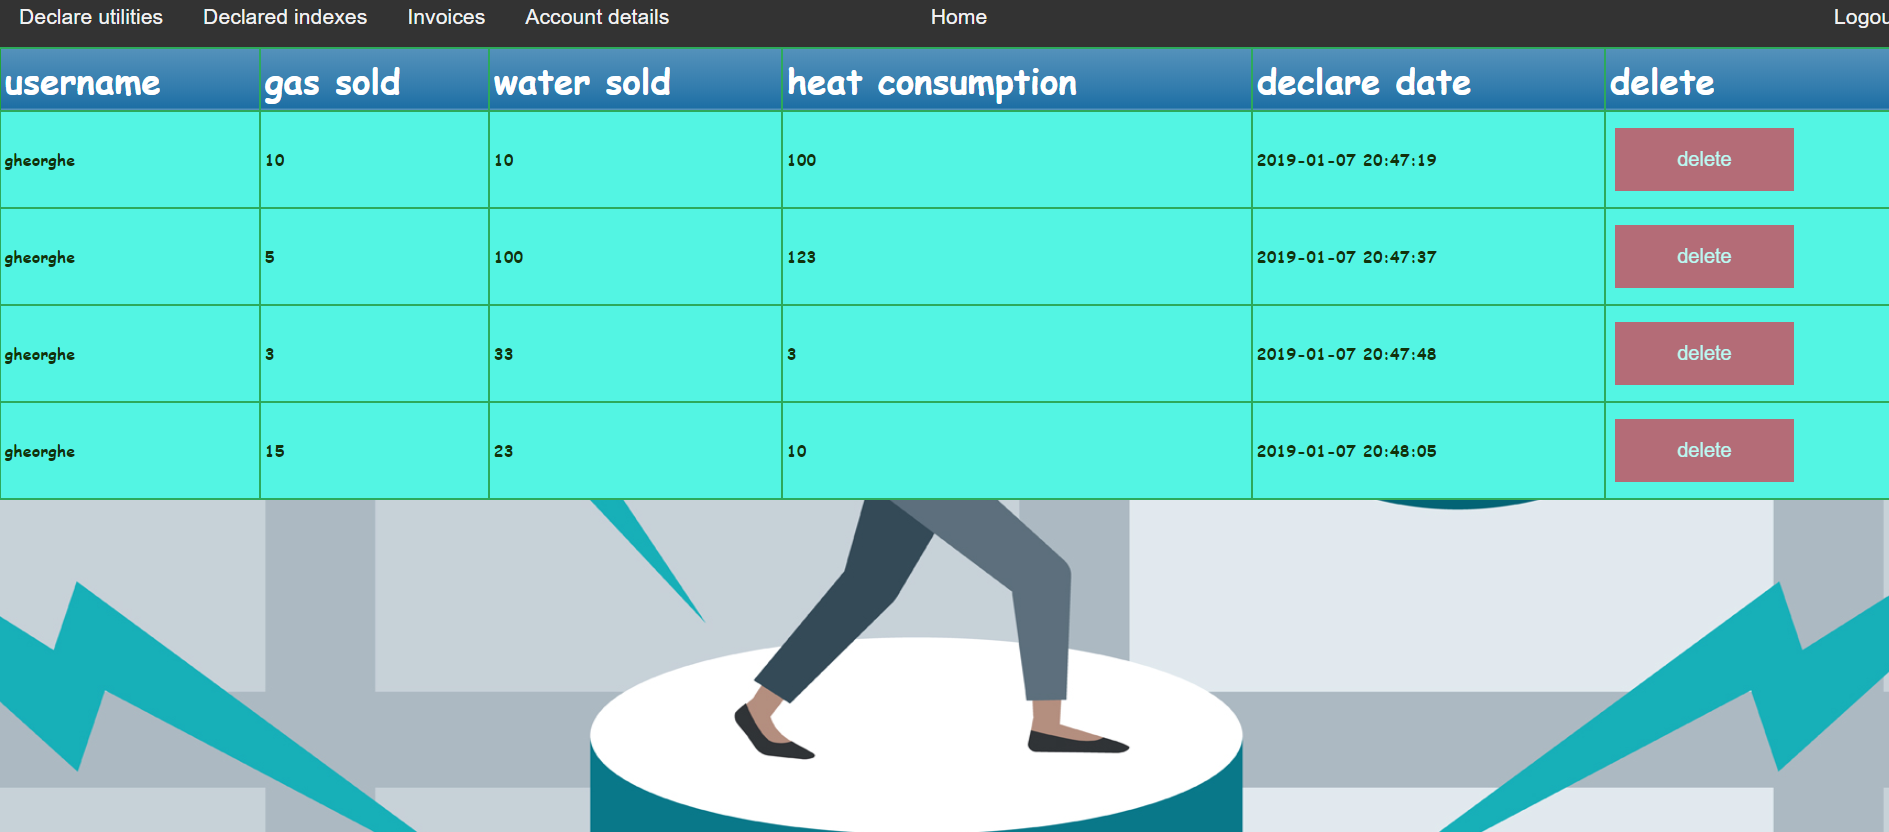 Declare utilities Declared indexes Invoices Account details Home Logou
username gas sold water sold heat consumption declare date delete
gheorghe 10 10 100 2019-01-07 20:47:19 delete
gheorghe 5 100 123 2019-01-07 20:47:37 delete
gheorghe 3 33 3 2019-01-07 20:47:48 delete
gheorghe 15 23 10 2019-01-07 20:48:05 delete